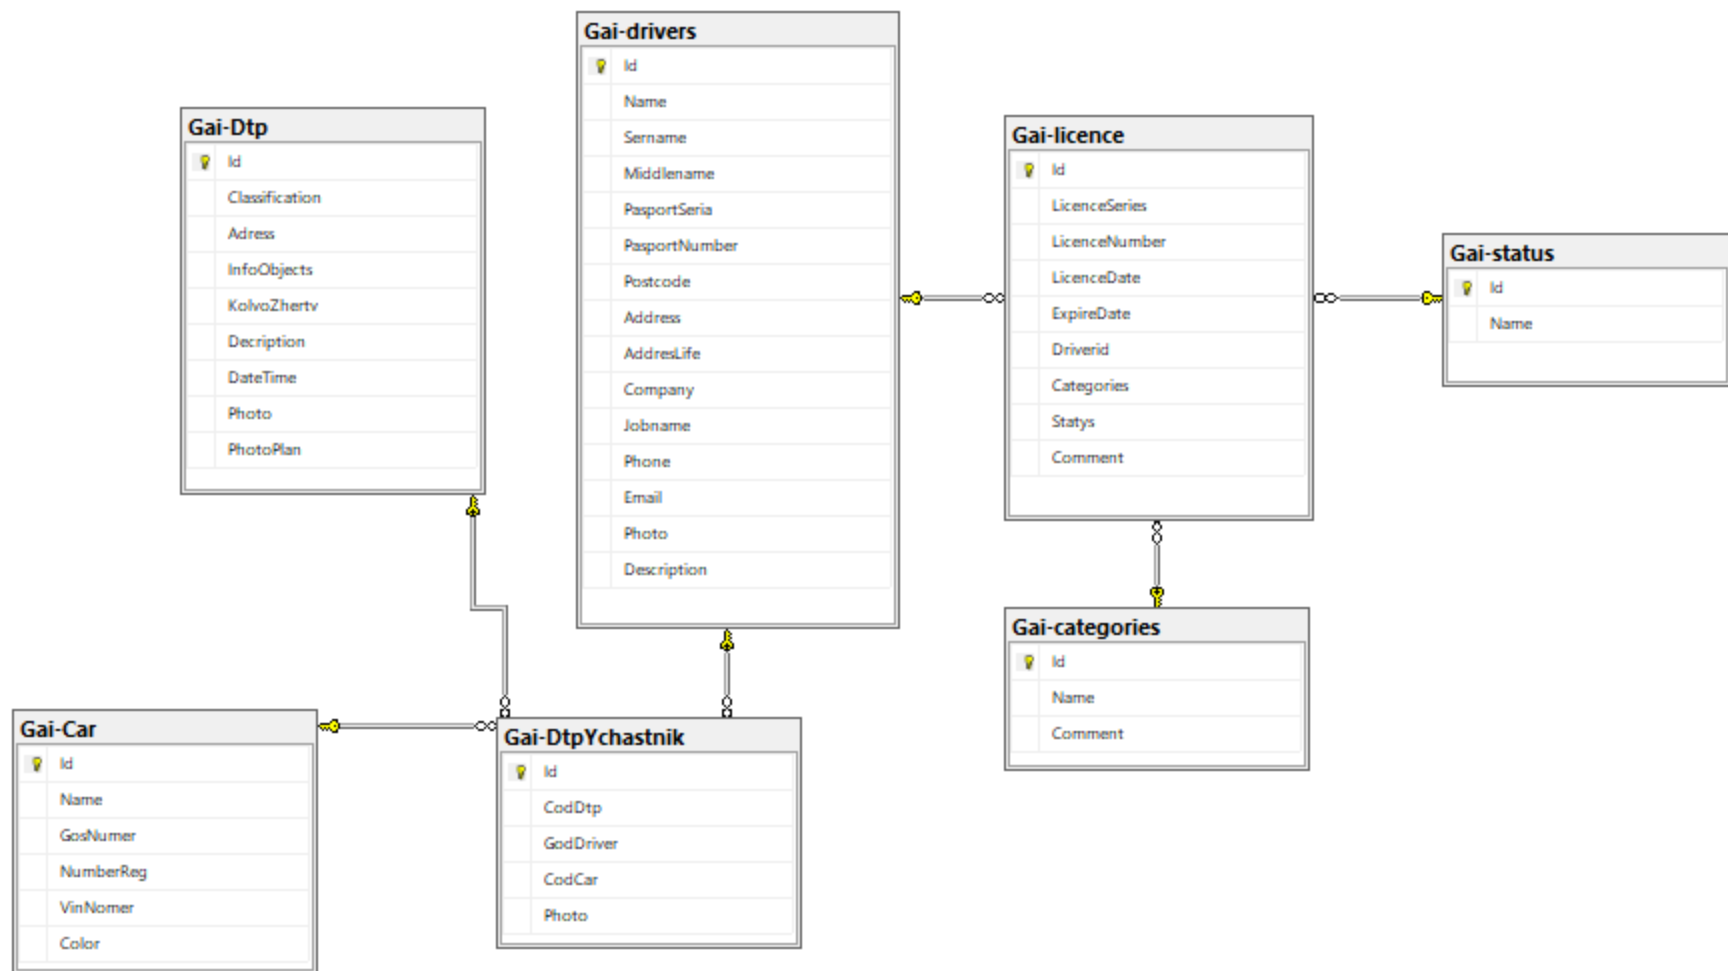 Gai-drivers
Id
Name
Sername
Middlename
PasportSeria
PasportNumber
Postcode
Address
AddresLife
Company
Jobname
Phone
Email
Photo
Description
Gai-Dtp
Id
Classification
Adress
InfoObjects
KolvoZhertv
Decription
DateTime
Photo
PhotoPlan
Gai-licence
Id
LicenceSeries
LicenceNumber
LicenceDate
ExpireDate
Driverid
Categories
Statys
Comment
Gai-status
Id
Name
Gai-categories
Id
Name
Comment
Gai-Car
Id
Name
GosNumer
NumberReg
VinNomer
Color
Gai-DtpYchastnik
Id
CodDtp
GodDriver
CodCar
Photo